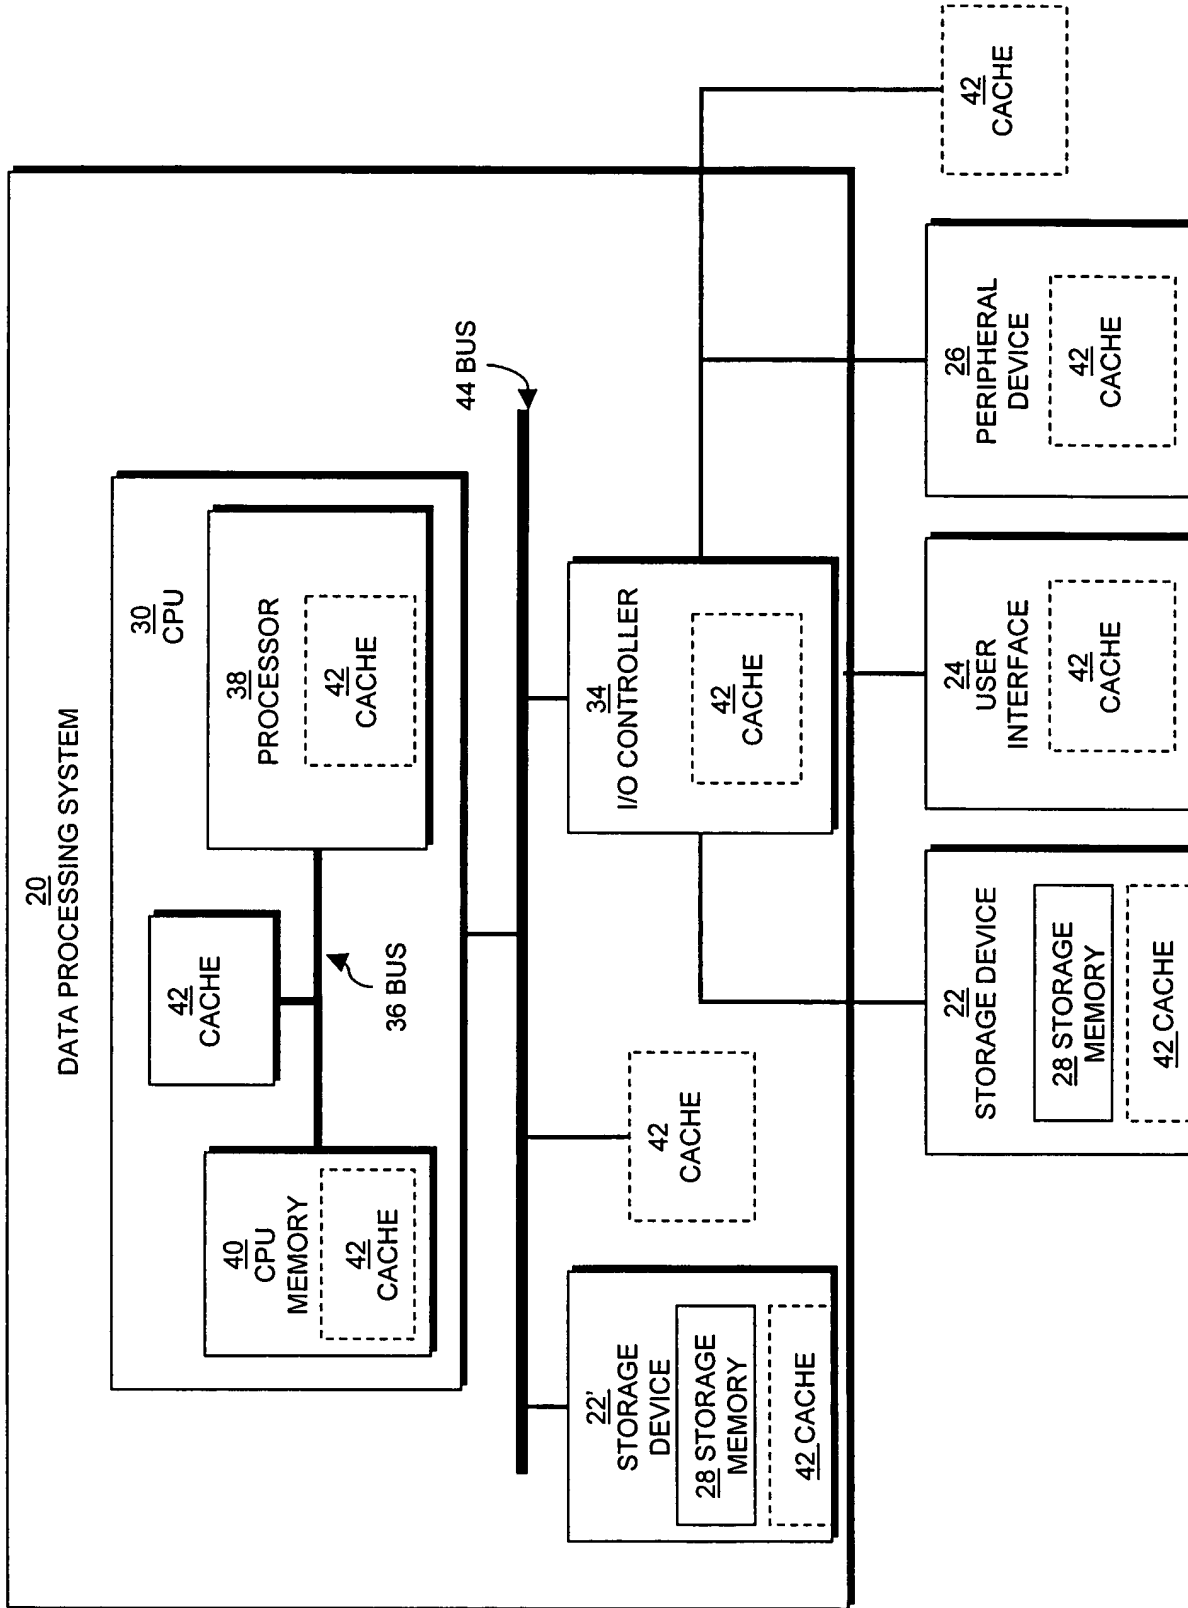 20
DATA PROCESSING SYSTEM
30
CPU
40
CPU
MEMORY
42
CACHE
42
CACHE
38
PROCESSOR
42
CACHE
36 BUS
44 BUS
22'
STORAGE
DEVICE
28 STORAGE
MEMORY
42 CACHE
42
CACHE
34
I/O CONTROLLER
42
CACHE
22
STORAGE DEVICE
28 STORAGE
MEMORY
42 CACHE
24
USER
INTERFACE
42
CACHE
26
PERIPHERAL
DEVICE
42
CACHE
42
CACHE